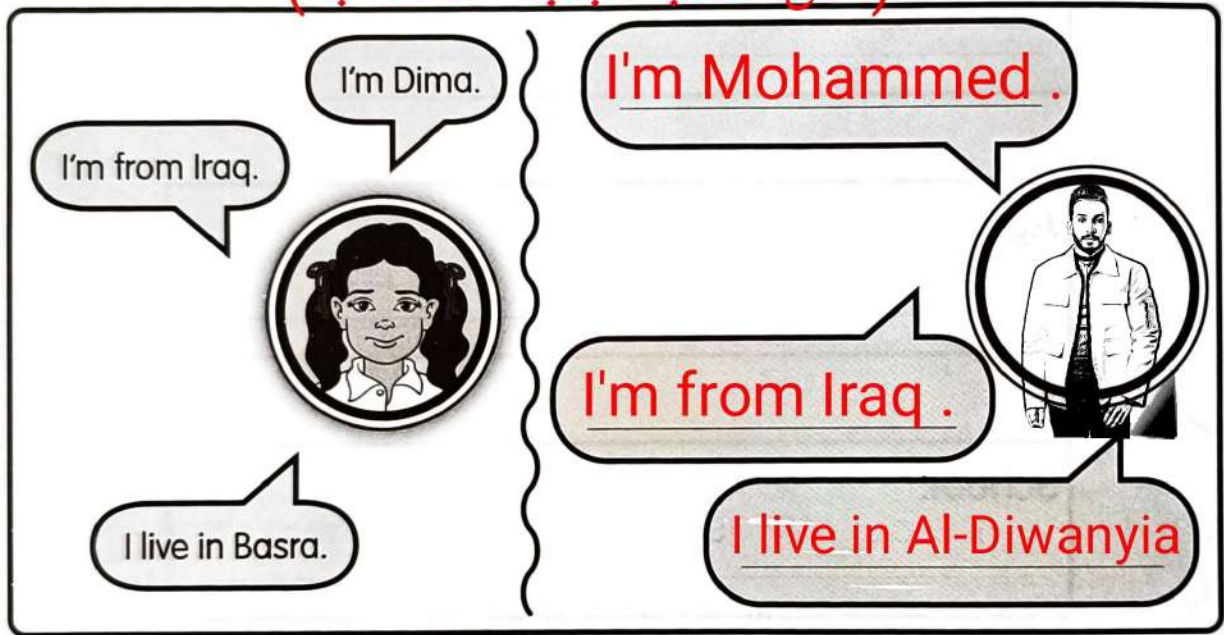 I'm Dima.
I'm from Iraq.
I live in Basra.
I'm Mohammed .
I'm from Iraq .
I live in Al-Diwanyia